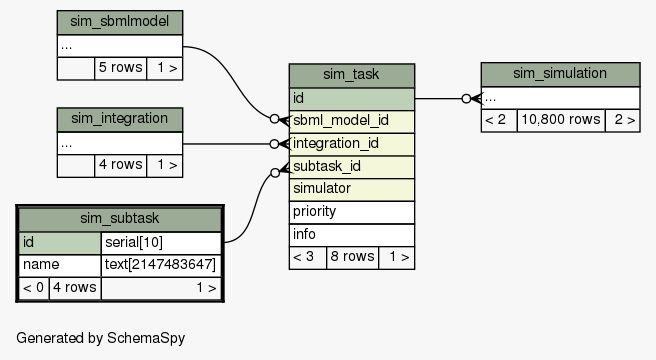 sim_sbmlmodel
...
5 rows 1 >
sim_integration
...
4 rows 1 >
sim_subtask
id serial[10]
name text[2147483647]
< 0 4 rows 1 >
sim_task
id
sbml_model_id
integration_id
subtask_id
simulator
priority
info
< 3 8 rows 1 >
sim_simulation
...
< 2 10,800 rows 2 >
Generated by SchemaSpy